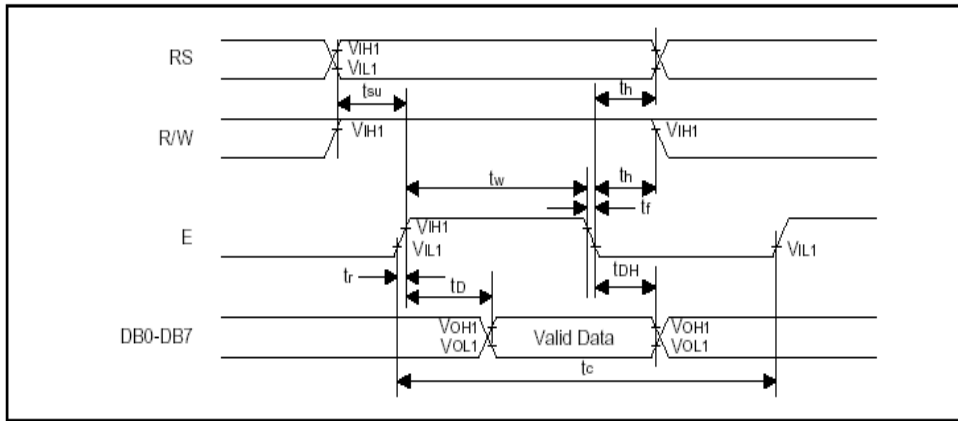 RS
VIH1
VIL1
tsu
th
R/W
VIH1
VIH1
tw
th
tf
E
VIH1
VIL1
VIL1
tr
tD
tDH
DB0-DB7
VOH1
VOL1
Valid Data
VOH1
VOL1
tc